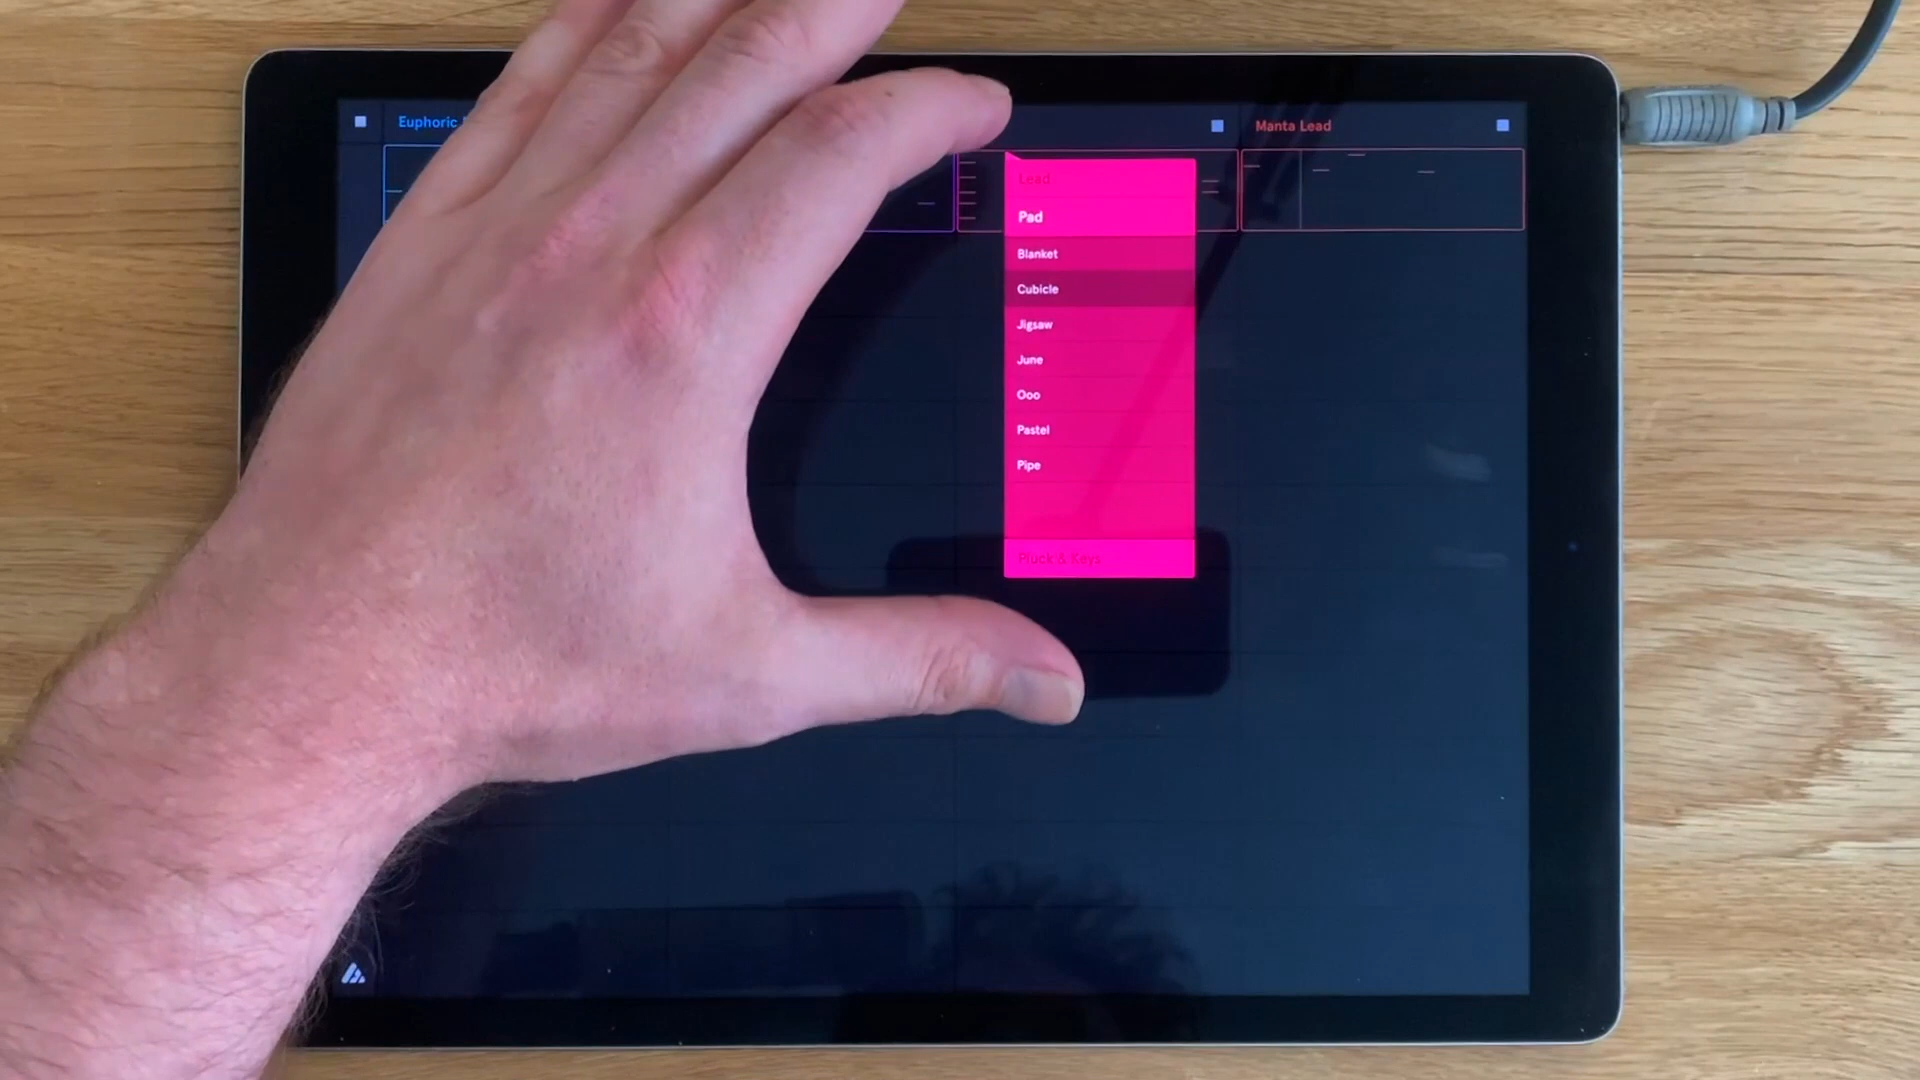 Euphoric
Manta Lead
Lead
Pad
Blanket
Cubicle
Jigsaw
June
Ooo
Pastel
Pipe
Pluck & Keys